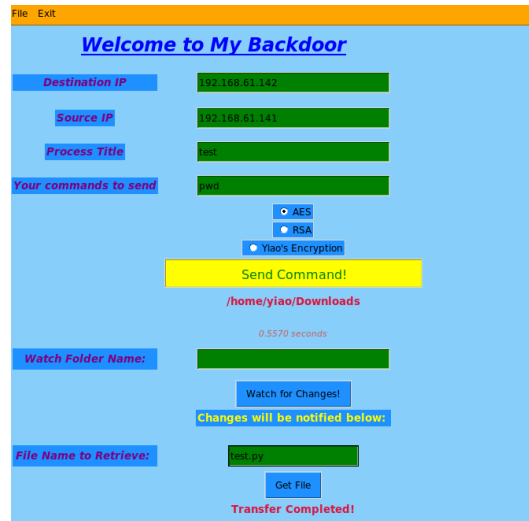 File Exit
Welcome to My Backdoor
Destination IP 192.168.61.142
Source IP 192.168.61.141
Process Title test
Your commands to send pwd
AES
RSA
Yiao's Encryption
Send Command!
/home/yiao/Downloads
0.5570 seconds
Watch Folder Name:
Watch for Changes!
Changes will be notified below:
File Name to Retrieve: test.py
Get File
Transfer Completed!